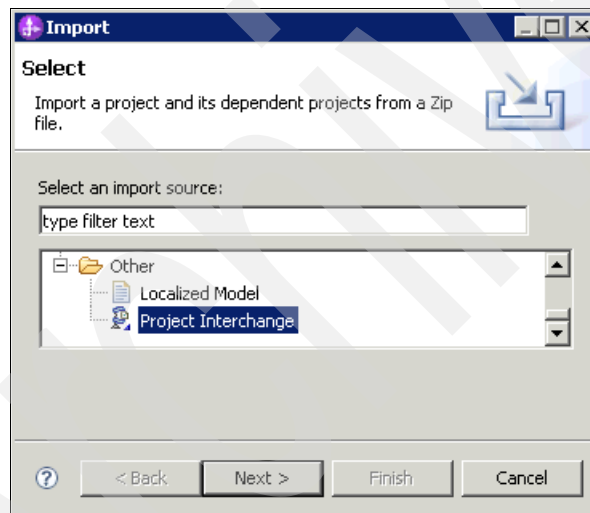 Import
Select
Import a project and its dependent projects from a Zip
file.
Select an import source:
type filter text
Other
Localized Model
Project Interchange
? < Back Next > Finish Cancel